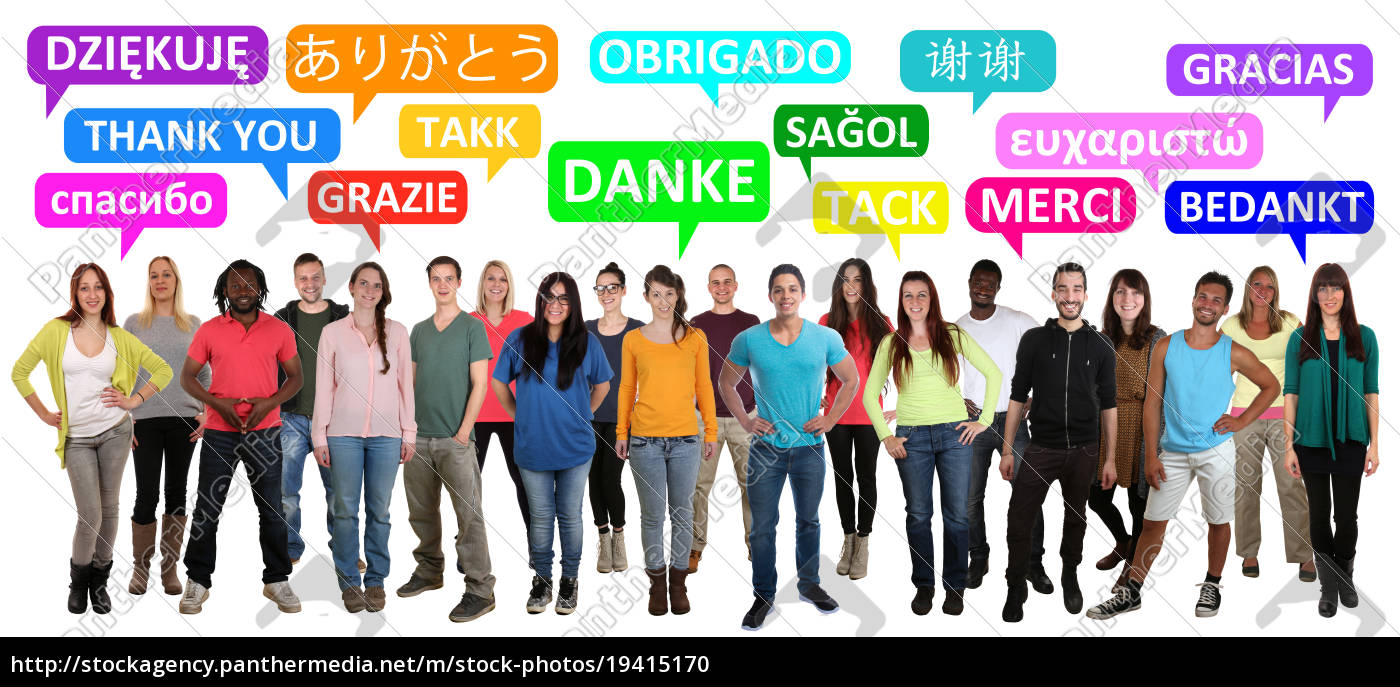 DZIĘKUJĘ
ありがとう
OBRIGADO
谢谢
GRACIAS
THANK YOU
TAKK
SAĞOL
ευχαριστώ
спасибо
GRAZIE
DANKE
TACK
MERCI
BEDANKT
PantherMedia
http://stockagency.panthermedia.net/m/stock-photos/19415170